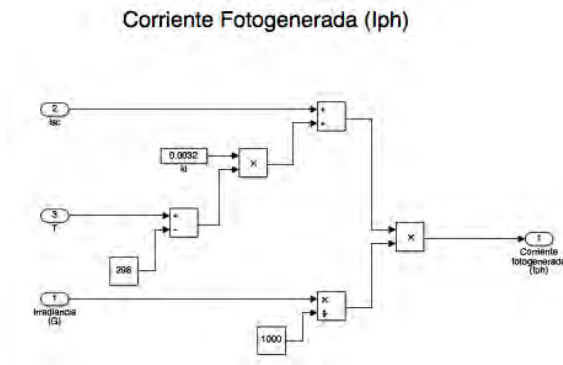 Corriente Fotogenerada (Iph)
2
Isc
+
+
0.0032
ki
×
3
T
+
−
298
×
1
Corriente
fotogenerada
(Iph)
1
Irradiancia
(G)
×
÷
1000